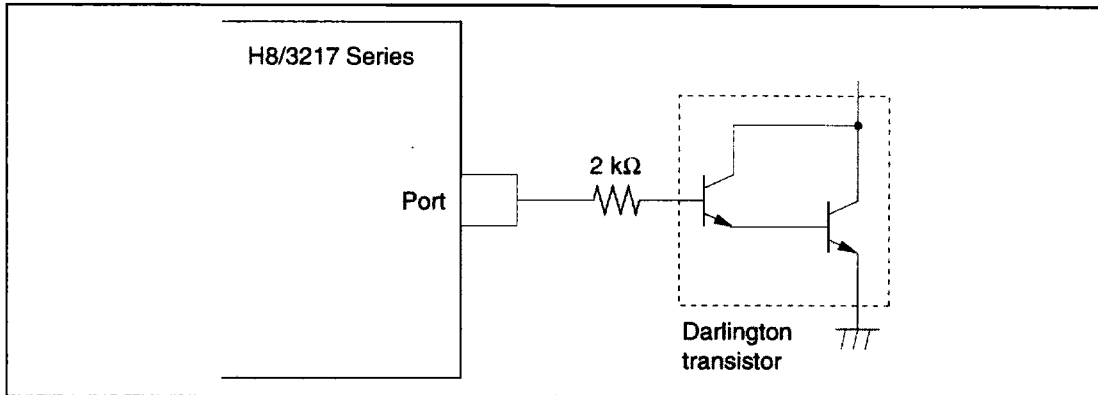 H8/3217 Series
2 kΩ
Port
Darlington
transistor